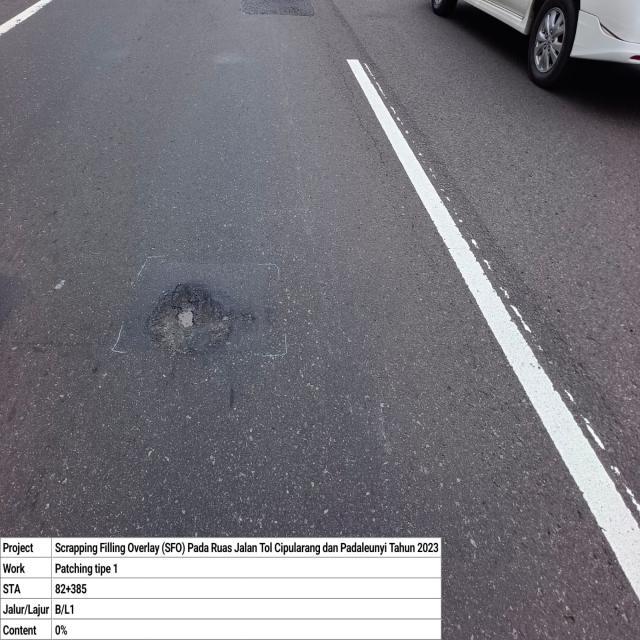 Project Scrapping Filling Overlay (SFO) Pada Ruas Jalan Tol Cipularang dan Padaleunyi Tahun 2023
Work Patching tipe 1
STA 82+385
Jalur/Lajur B/L1
Content 0%